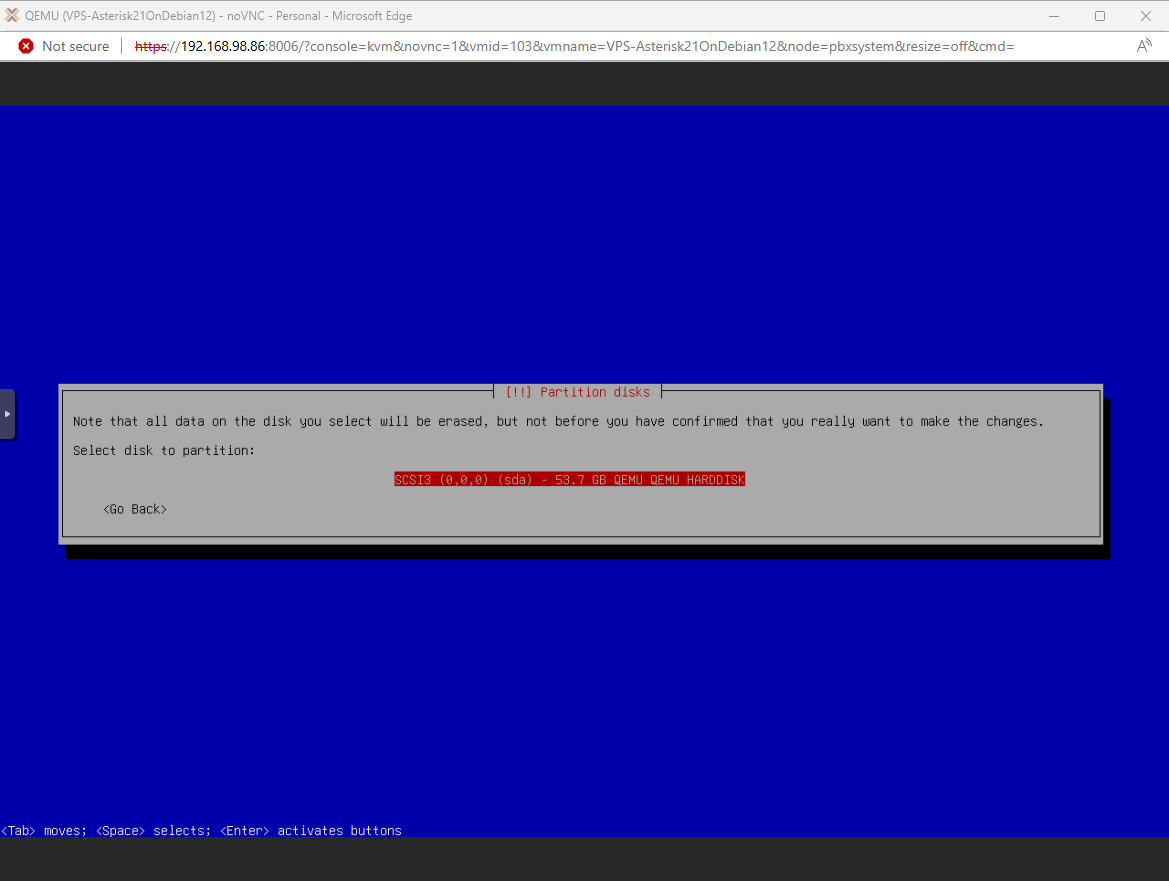 QEMU (VPS-Asterisk21OnDebian12) - noVNC - Personal - Microsoft Edge
Not secure https://192.168.98.86:8006/?console=kvm&novnc=1&vmid=103&vmname=VPS-Asterisk21OnDebian12&node=pbxsystem&resize=off&cmd=
[!!] Partition disks
Note that all data on the disk you select will be erased, but not before you have confirmed that you really want to make the changes.
Select disk to partition:
SCSI3 (0,0,0) (sda) - 53.7 GB QEMU QEMU HARDDISK
<Go Back>
<Tab> moves; <Space> selects; <Enter> activates buttons